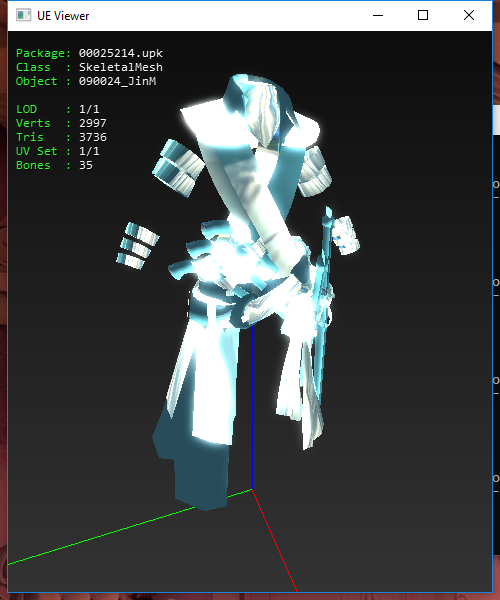 UE Viewer
Package: 00025214.upk
Class : SkeletalMesh
Object : 090024_JinM
LOD : 1/1
Verts : 2997
Tris : 3736
UV Set : 1/1
Bones : 35